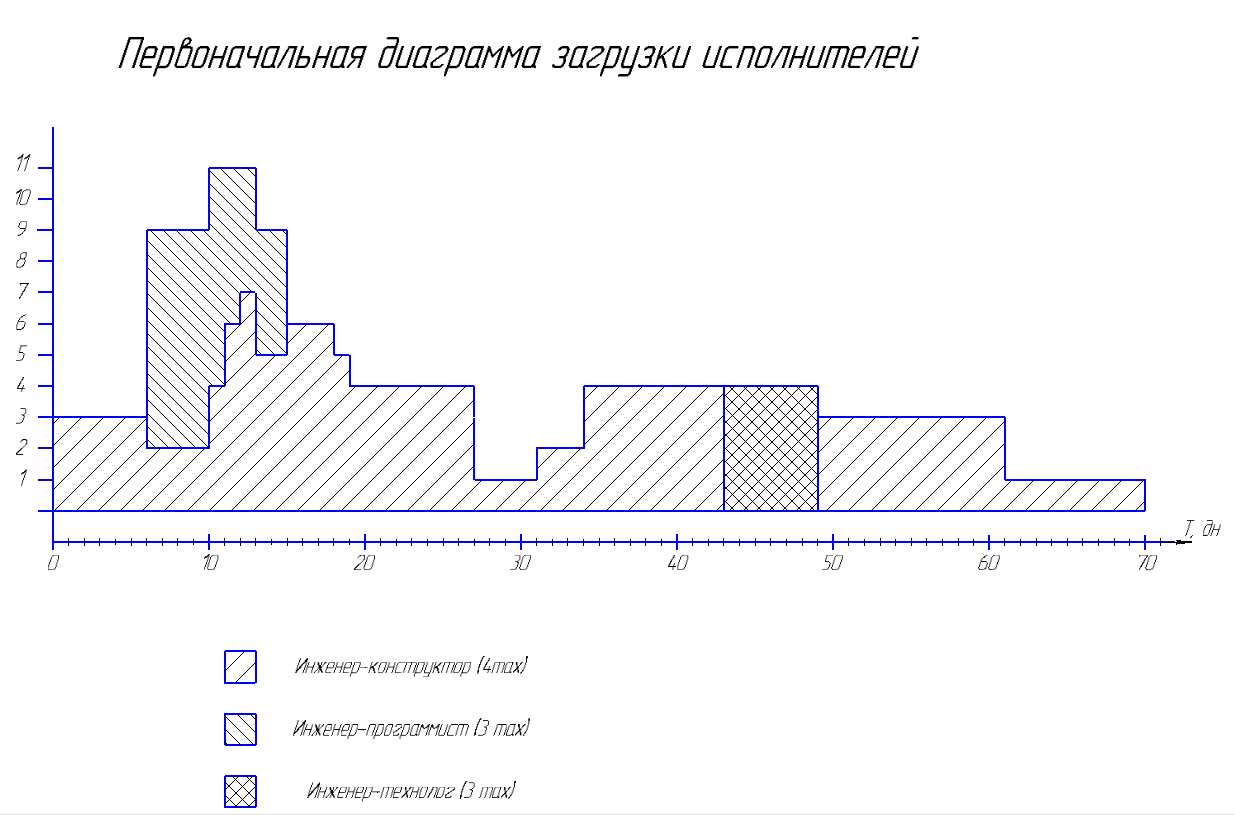 Первоначальная диаграмма загрузки исполнителей
11
10
9
8
7
6
5
4
3
2
1
Т, дн
0 10 20 30 40 50 60 70
Инженер-конструктор (4max)
Инженер-программист (3 max)
Инженер-технолог (3 max)